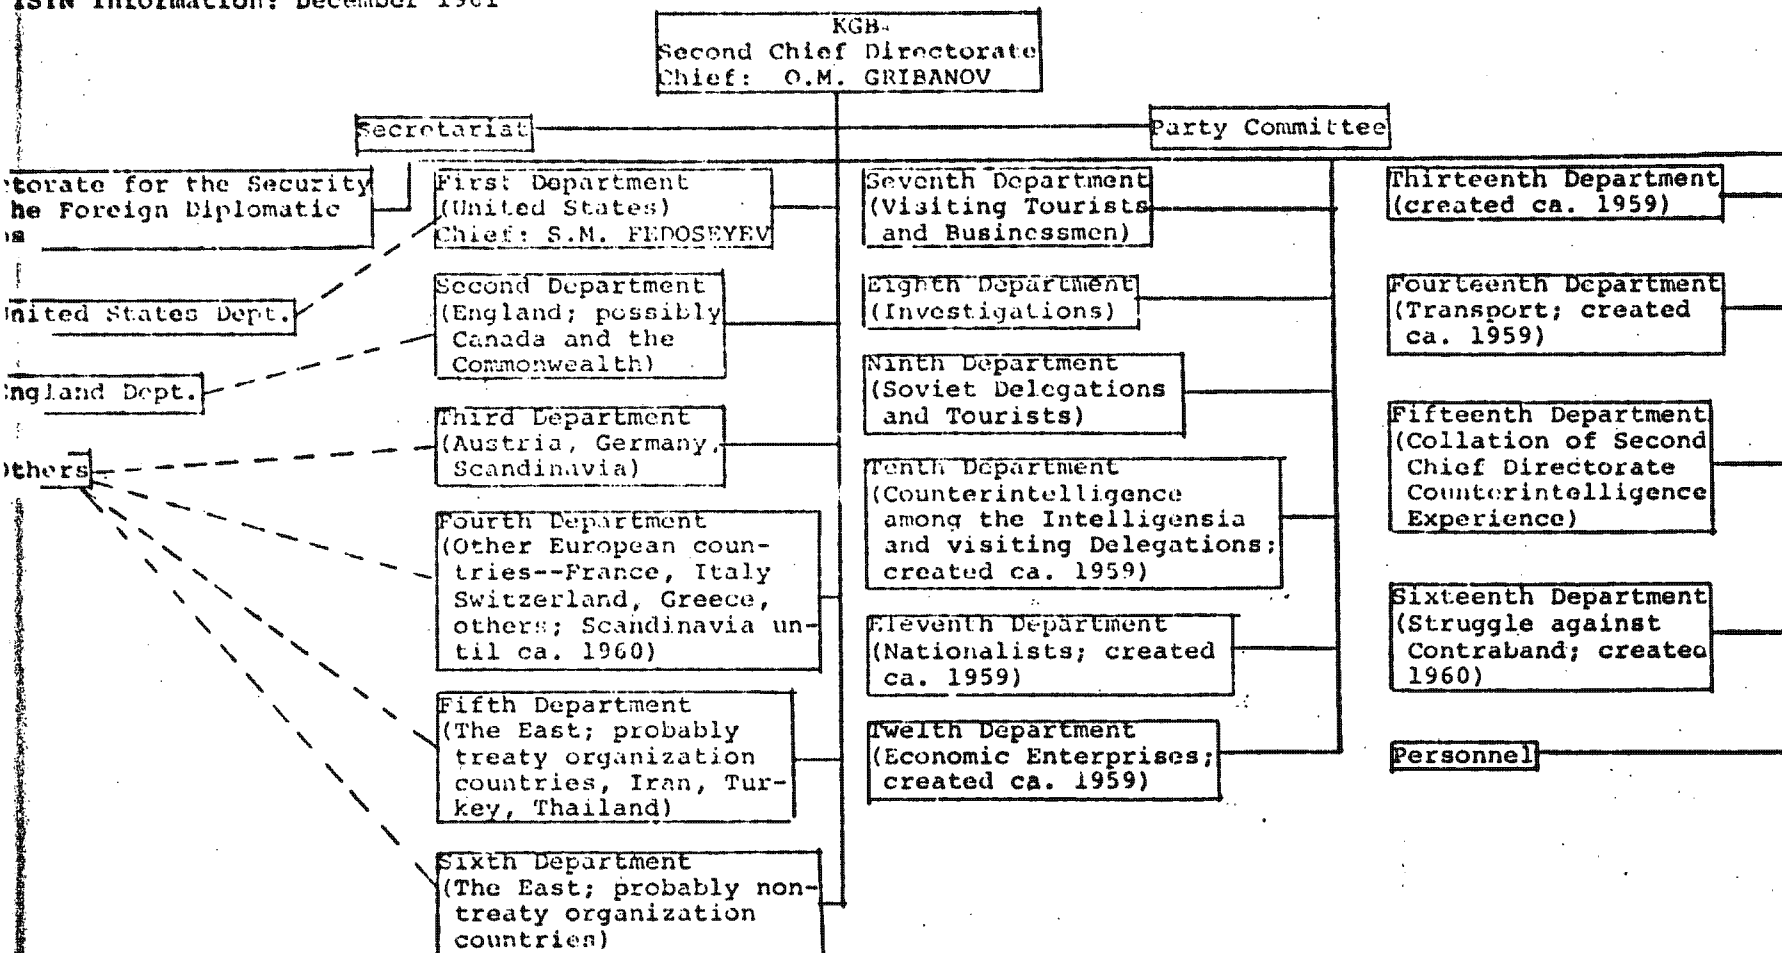 Information: December 1961
KGB
Second Chief Directorate
Chief: O.M. GRIBANOV
Secretariat
Party Committee
torate for the Security
he Foreign Diplomatic
ps
United States Dept.
England Dept.
Others
First Department
(United States)
Chief: S.M. FEDOSEYEV
Second Department
(England; possibly
Canada and the
Commonwealth)
Third Department
(Austria, Germany,
Scandinavia)
Fourth Department
(Other European coun-
tries--France, Italy
Switzerland, Greece,
others; Scandinavia un-
til ca. 1960)
Fifth Department
(The East; probably
treaty organization
countries, Iran, Tur-
key, Thailand)
Sixth Department
(The East; probably non-
treaty organization
countries)
Seventh Department
(Visiting Tourists
and Businessmen)
Eighth Department
(Investigations)
Ninth Department
(Soviet Delegations
and Tourists)
Tenth Department
(Counterintelligence
among the Intelligensia
and visiting Delegations;
created ca. 1959)
Eleventh Department
(Nationalists; created
ca. 1959)
Twelth Department
(Economic Enterprises;
created ca. 1959)
Thirteenth Department
(created ca. 1959)
Fourteenth Department
(Transport; created
ca. 1959)
Fifteenth Department
(Collation of Second
Chief Directorate
Counterintelligence
Experience)
Sixteenth Department
(Struggle against
Contraband; created
1960)
Personnel